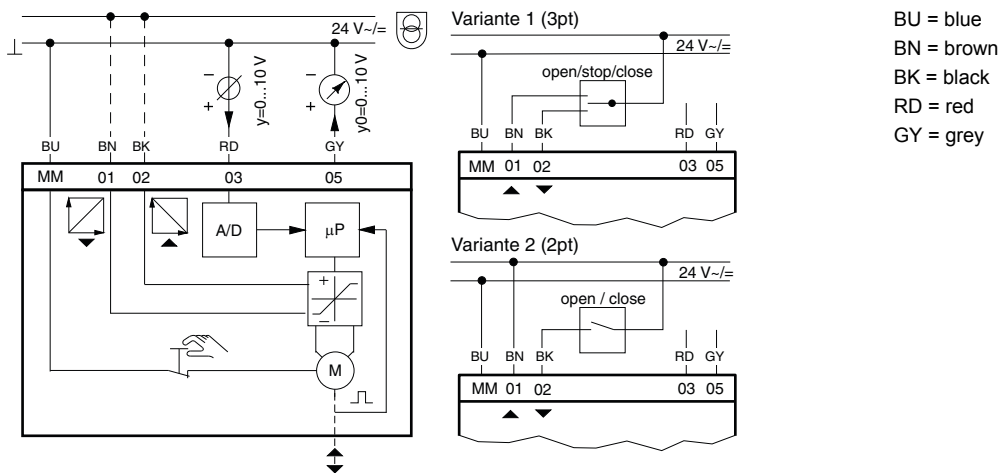 24 V~/=
⊥
− +
y=0...10 V
− +
y0=0...10 V
BU BN BK RD GY
MM 01 02 03 05
A/D µP
+
−
M
Variante 1 (3pt)
24 V~/=
open/stop/close
BU BN BK RD GY
MM 01 02 03 05
Variante 2 (2pt)
24 V~/=
open / close
BU BN BK RD GY
MM 01 02 03 05
BU = blue
BN = brown
BK = black
RD = red
GY = grey